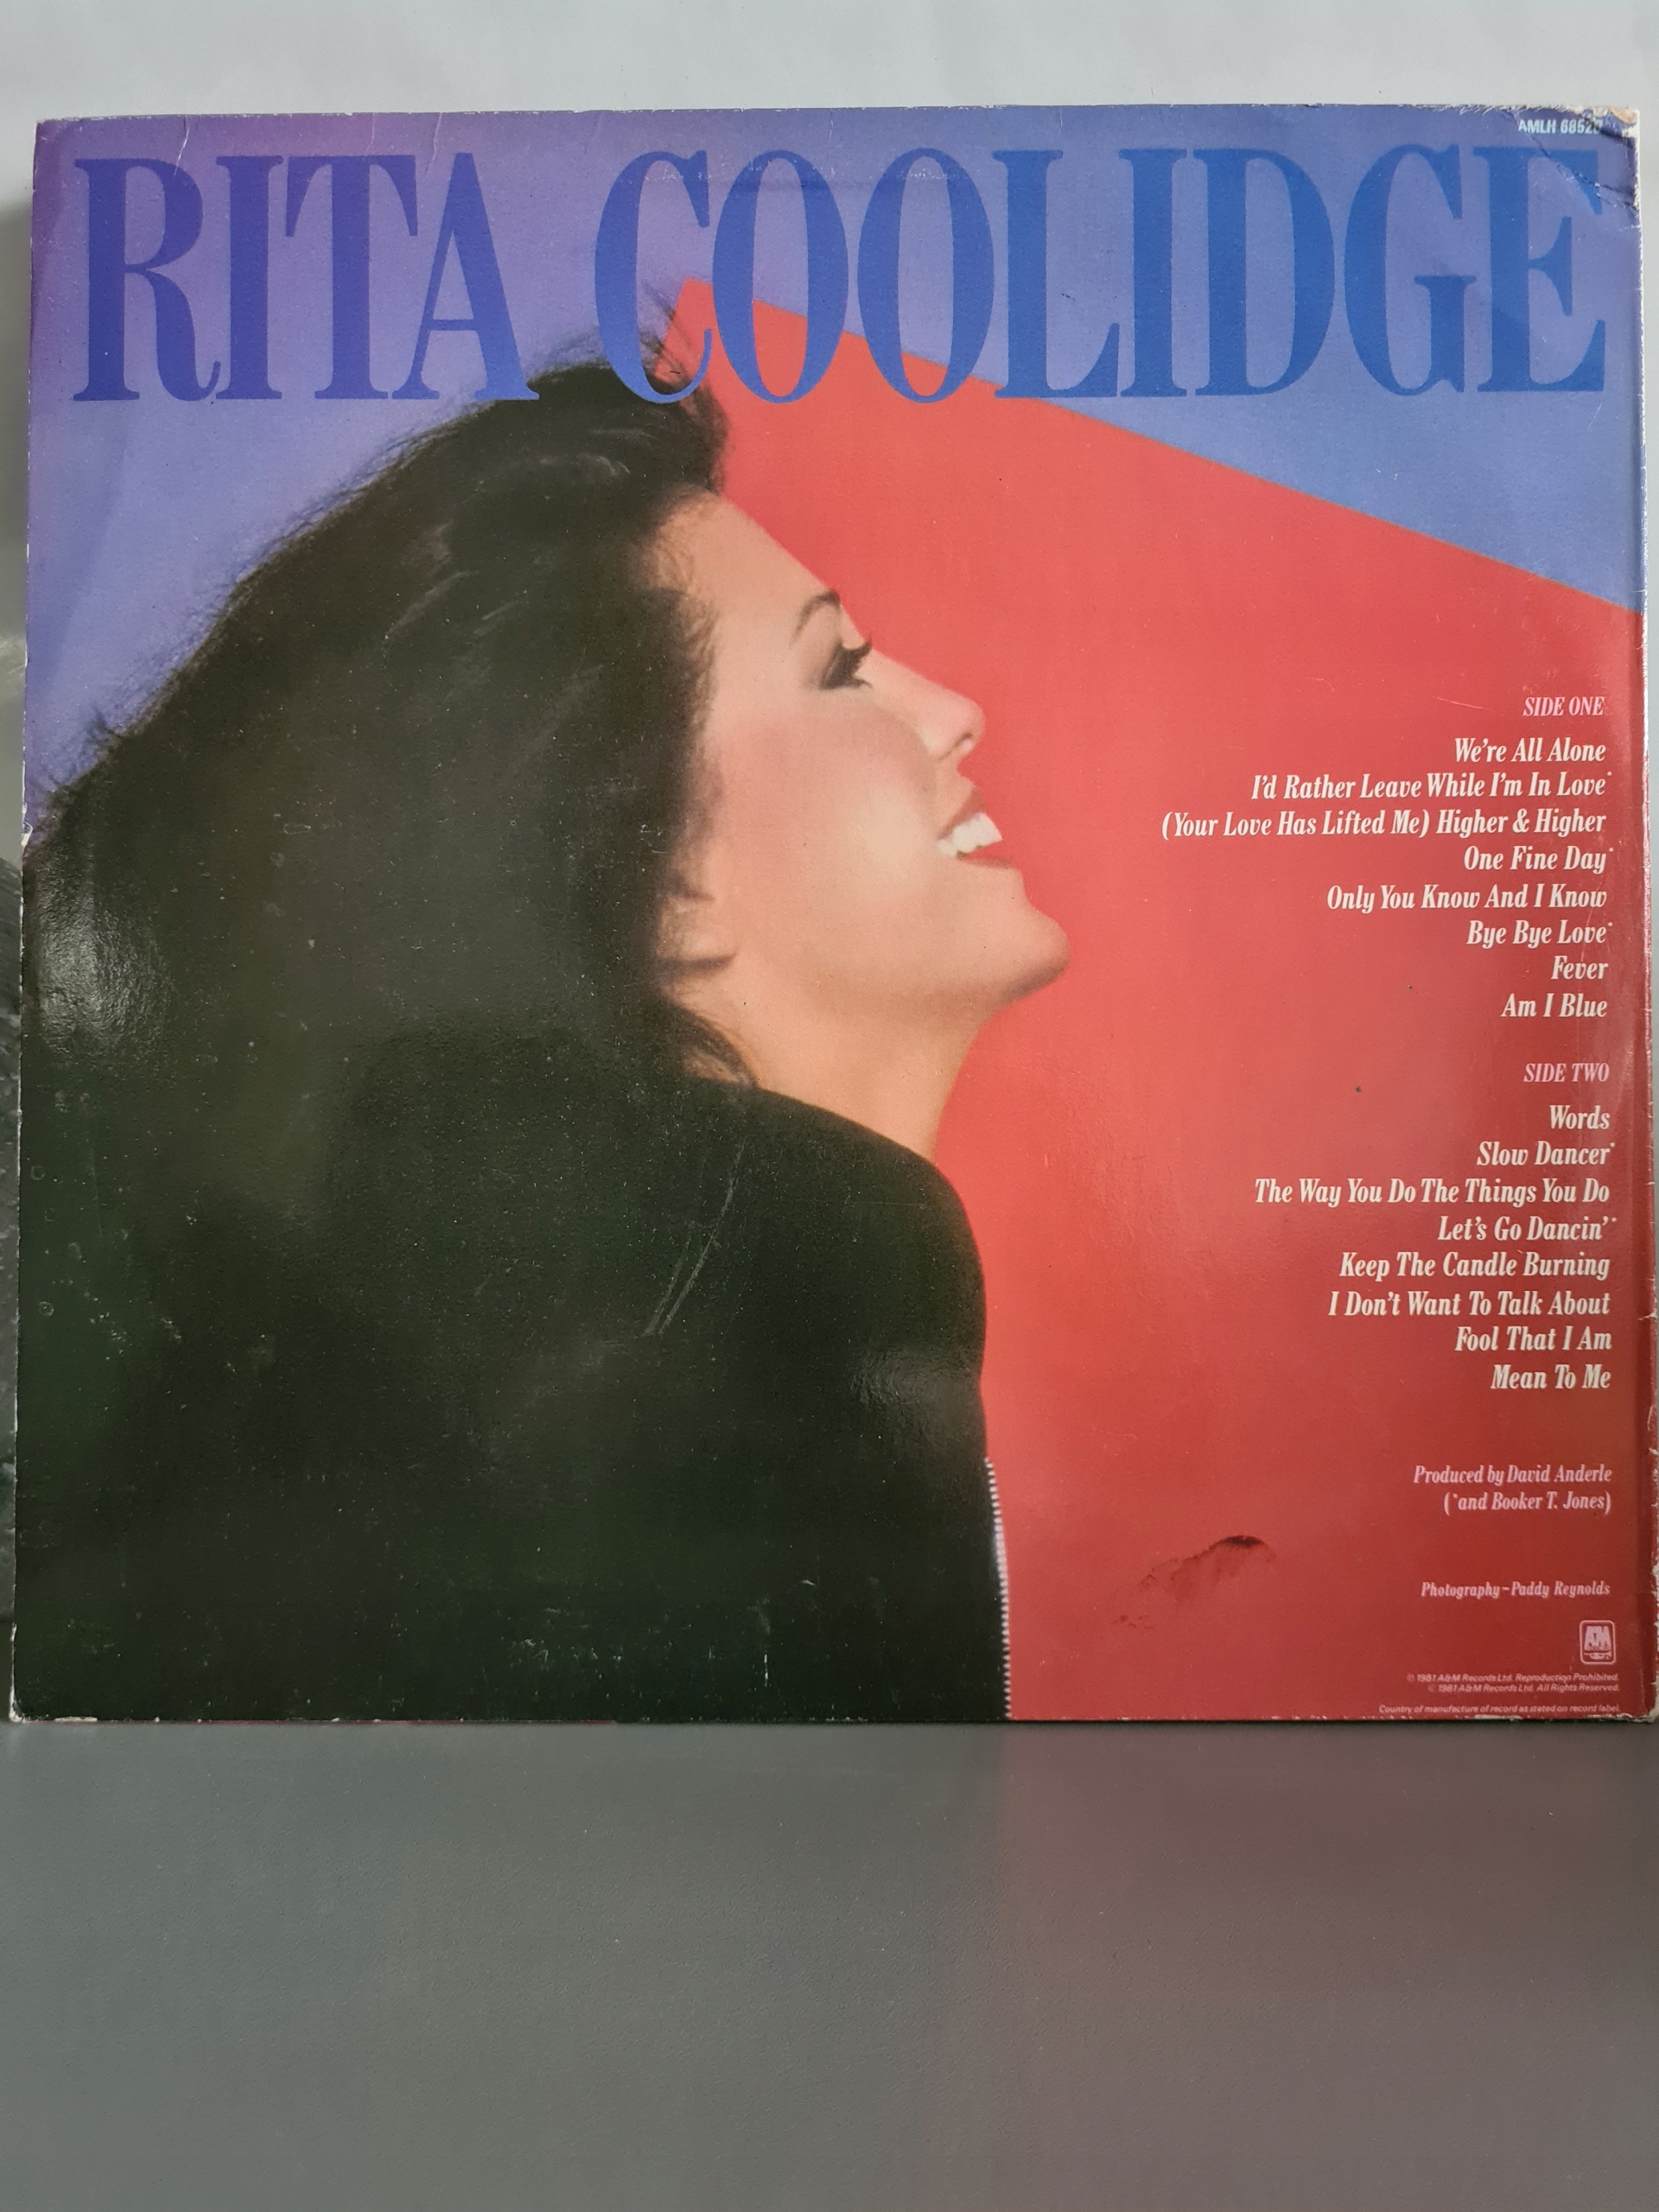 AMLH 68520
RITA COOLIDGE
SIDE ONE
We're All Alone
I'd Rather Leave While I'm In Love*
(Your Love Has Lifted Me) Higher & Higher
One Fine Day*
Only You Know And I Know
Bye Bye Love*
Fever
Am I Blue
SIDE TWO
Words
Slow Dancer*
The Way You Do The Things You Do
Let's Go Dancin'*
Keep The Candle Burning
I Don't Want To Talk About
Fool That I Am
Mean To Me
Produced by David Anderle
(*and Booker T. Jones)
Photography-Paddy Reynolds
A&M
℗ 1981 A&M Records Ltd. Reproduction Prohibited.
© 1981 A&M Records Ltd. All Rights Reserved.
Country of manufacture of record as stated on record label.